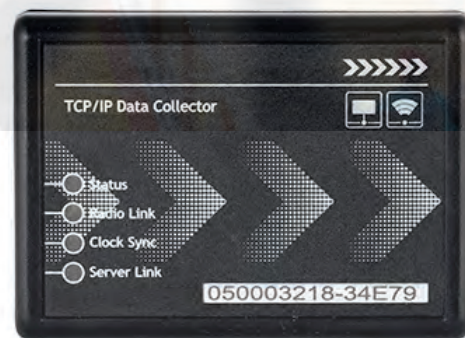 TCP/IP Data Collector
Status
Radio Link
Clock Sync
Server Link
050003218-34E79